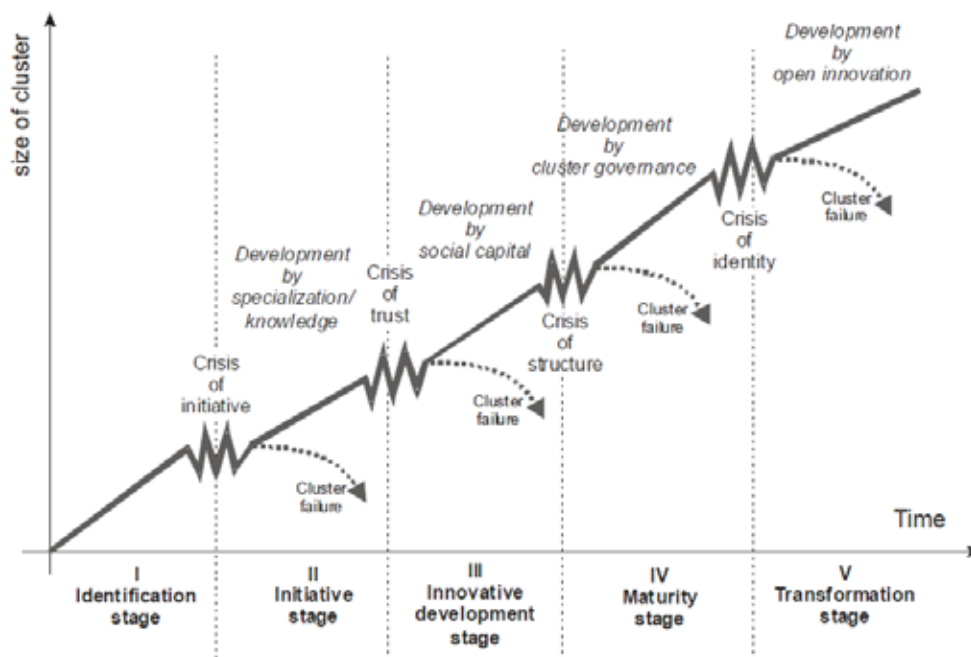 size of cluster
Development
by
open innovation
Development
by
cluster governance
Cluster
failure
Crisis
of
identity
Development
by
social capital
Cluster
failure
Crisis
of
structure
Development
by
specialization/
knowledge
Crisis
of
trust
Cluster
failure
Crisis
of
initiative
Cluster
failure
Time
I
Identification
stage
II
Initiative
stage
III
Innovative
development
stage
IV
Maturity
stage
V
Transformation
stage